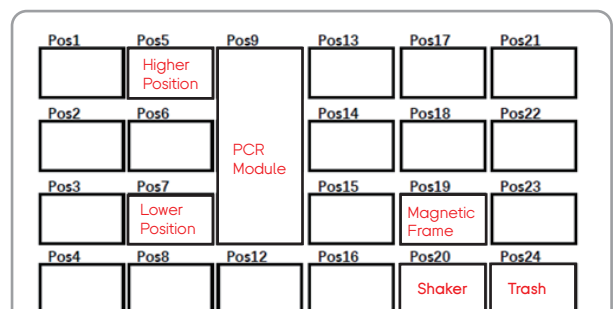 Pos1 Pos5 Pos9 Pos13 Pos17 Pos21
Higher
Position
Pos2 Pos6 Pos14 Pos18 Pos22
PCR
Module
Pos3 Pos7 Pos15 Pos19 Pos23
Lower
Position
Magnetic
Frame
Pos4 Pos8 Pos12 Pos16 Pos20 Pos24
Shaker Trash